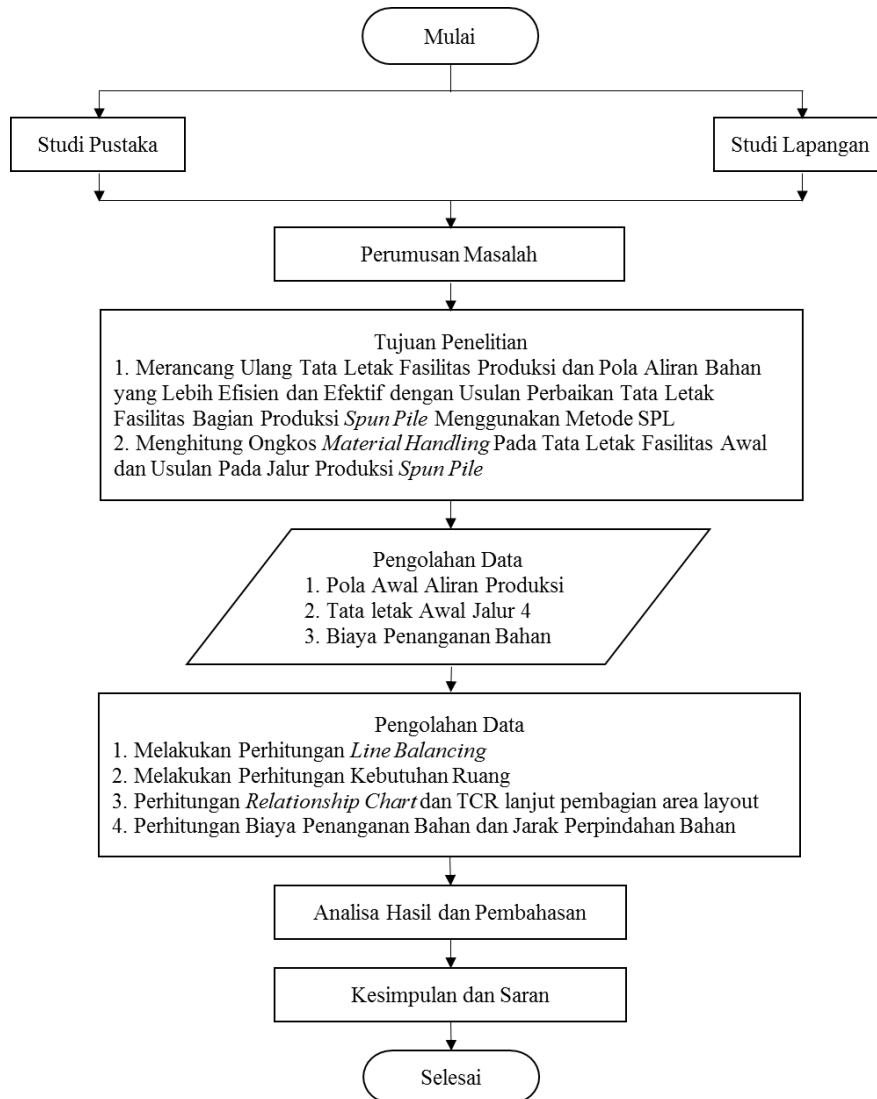 Mulai
Studi Pustaka
Studi Lapangan
Perumusan Masalah
Tujuan Penelitian
1. Merancang Ulang Tata Letak Fasilitas Produksi dan Pola Aliran Bahan
yang Lebih Efisien dan Efektif dengan Usulan Perbaikan Tata Letak
Fasilitas Bagian Produksi Spun Pile Menggunakan Metode SPL
2. Menghitung Ongkos Material Handling Pada Tata Letak Fasilitas Awal
dan Usulan Pada Jalur Produksi Spun Pile
Pengolahan Data
1. Pola Awal Aliran Produksi
2. Tata letak Awal Jalur 4
3. Biaya Penanganan Bahan
Pengolahan Data
1. Melakukan Perhitungan Line Balancing
2. Melakukan Perhitungan Kebutuhan Ruang
3. Perhitungan Relationship Chart dan TCR lanjut pembagian area layout
4. Perhitungan Biaya Penanganan Bahan dan Jarak Perpindahan Bahan
Analisa Hasil dan Pembahasan
Kesimpulan dan Saran
Selesai